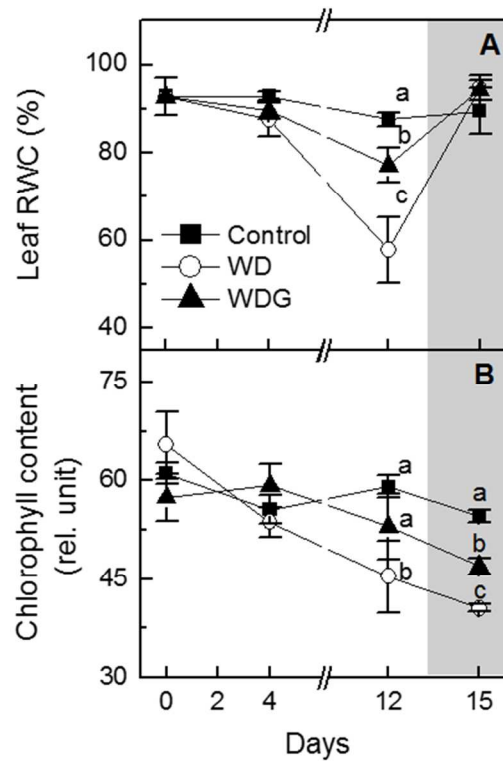 A
100
80
60
40
Leaf RWC (%)
a
b
c
Control
WD
WDG
B
75
60
45
30
Chlorophyll content
(rel. unit)
a
a
b
a
b
c
0 2 4 12 15
Days